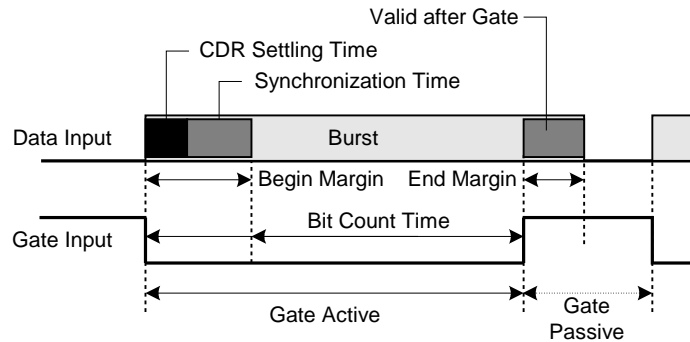 Valid after Gate
CDR Settling Time
Synchronization Time
Data Input
Burst
Begin Margin
End Margin
Bit Count Time
Gate Input
Gate Active
Gate
Passive